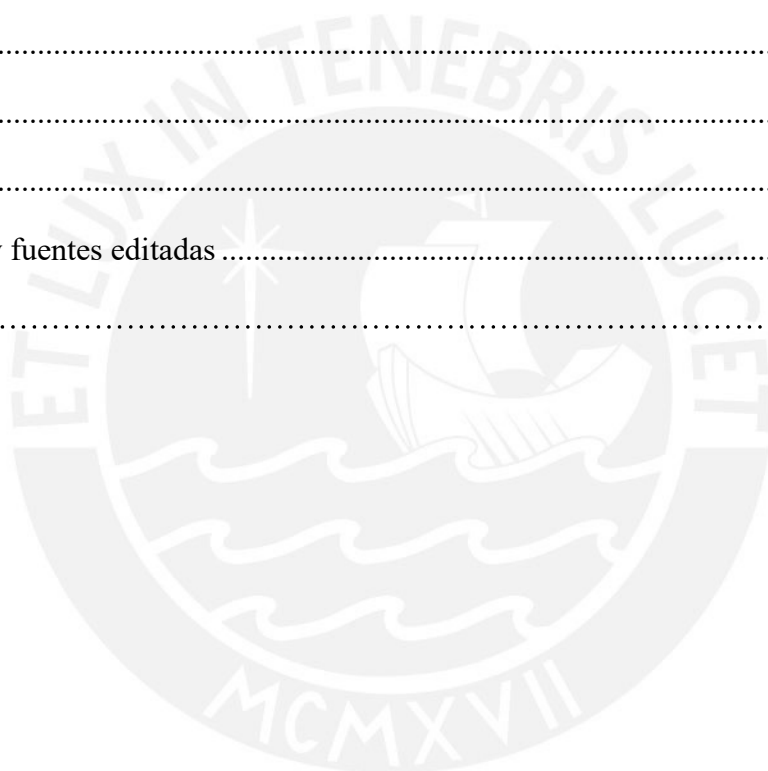 ..........................................................................................
..........................................................................................
..........................................................................................
y fuentes editadas ..................................................................
..........................................................................................
ET LUX IN TENEBRIS LUCET
MCMXVII